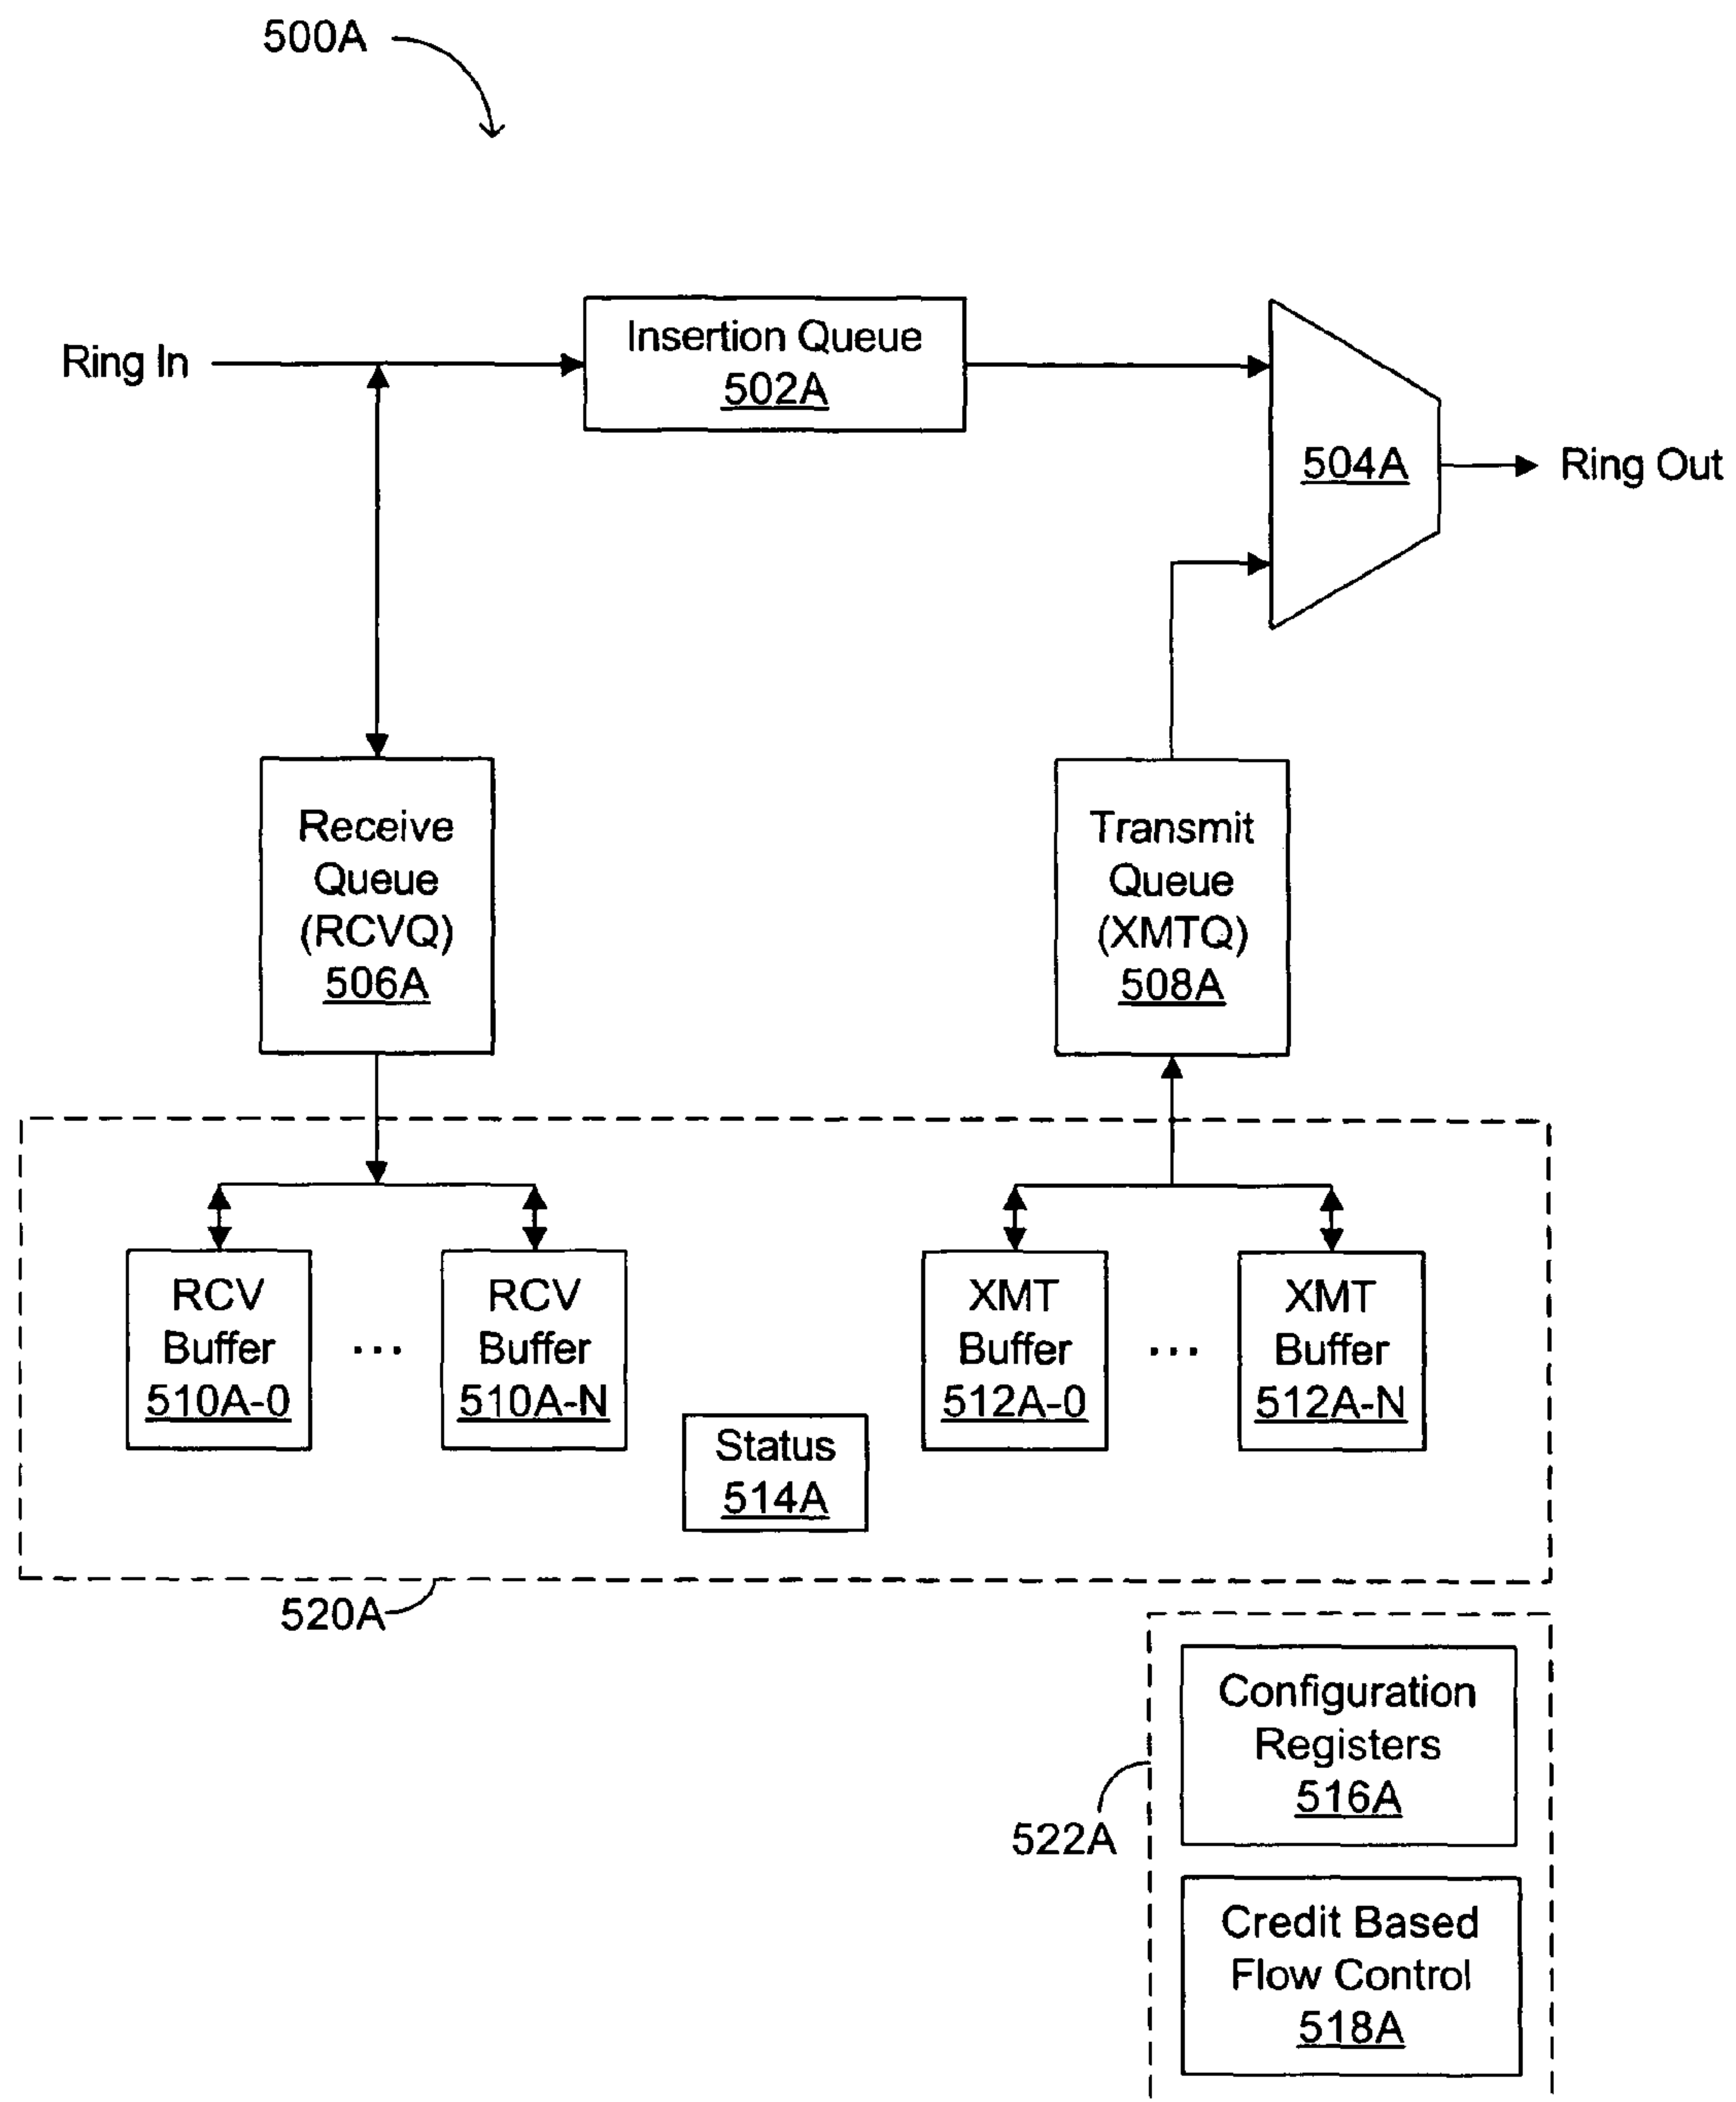 500A
Ring In
Insertion Queue
502A
504A
Ring Out
Receive
Queue
(RCVQ)
506A
Transmit
Queue
(XMTQ)
508A
RCV
Buffer
510A-0
...
RCV
Buffer
510A-N
Status
514A
XMT
Buffer
512A-0
...
XMT
Buffer
512A-N
520A
Configuration
Registers
516A
522A
Credit Based
Flow Control
518A